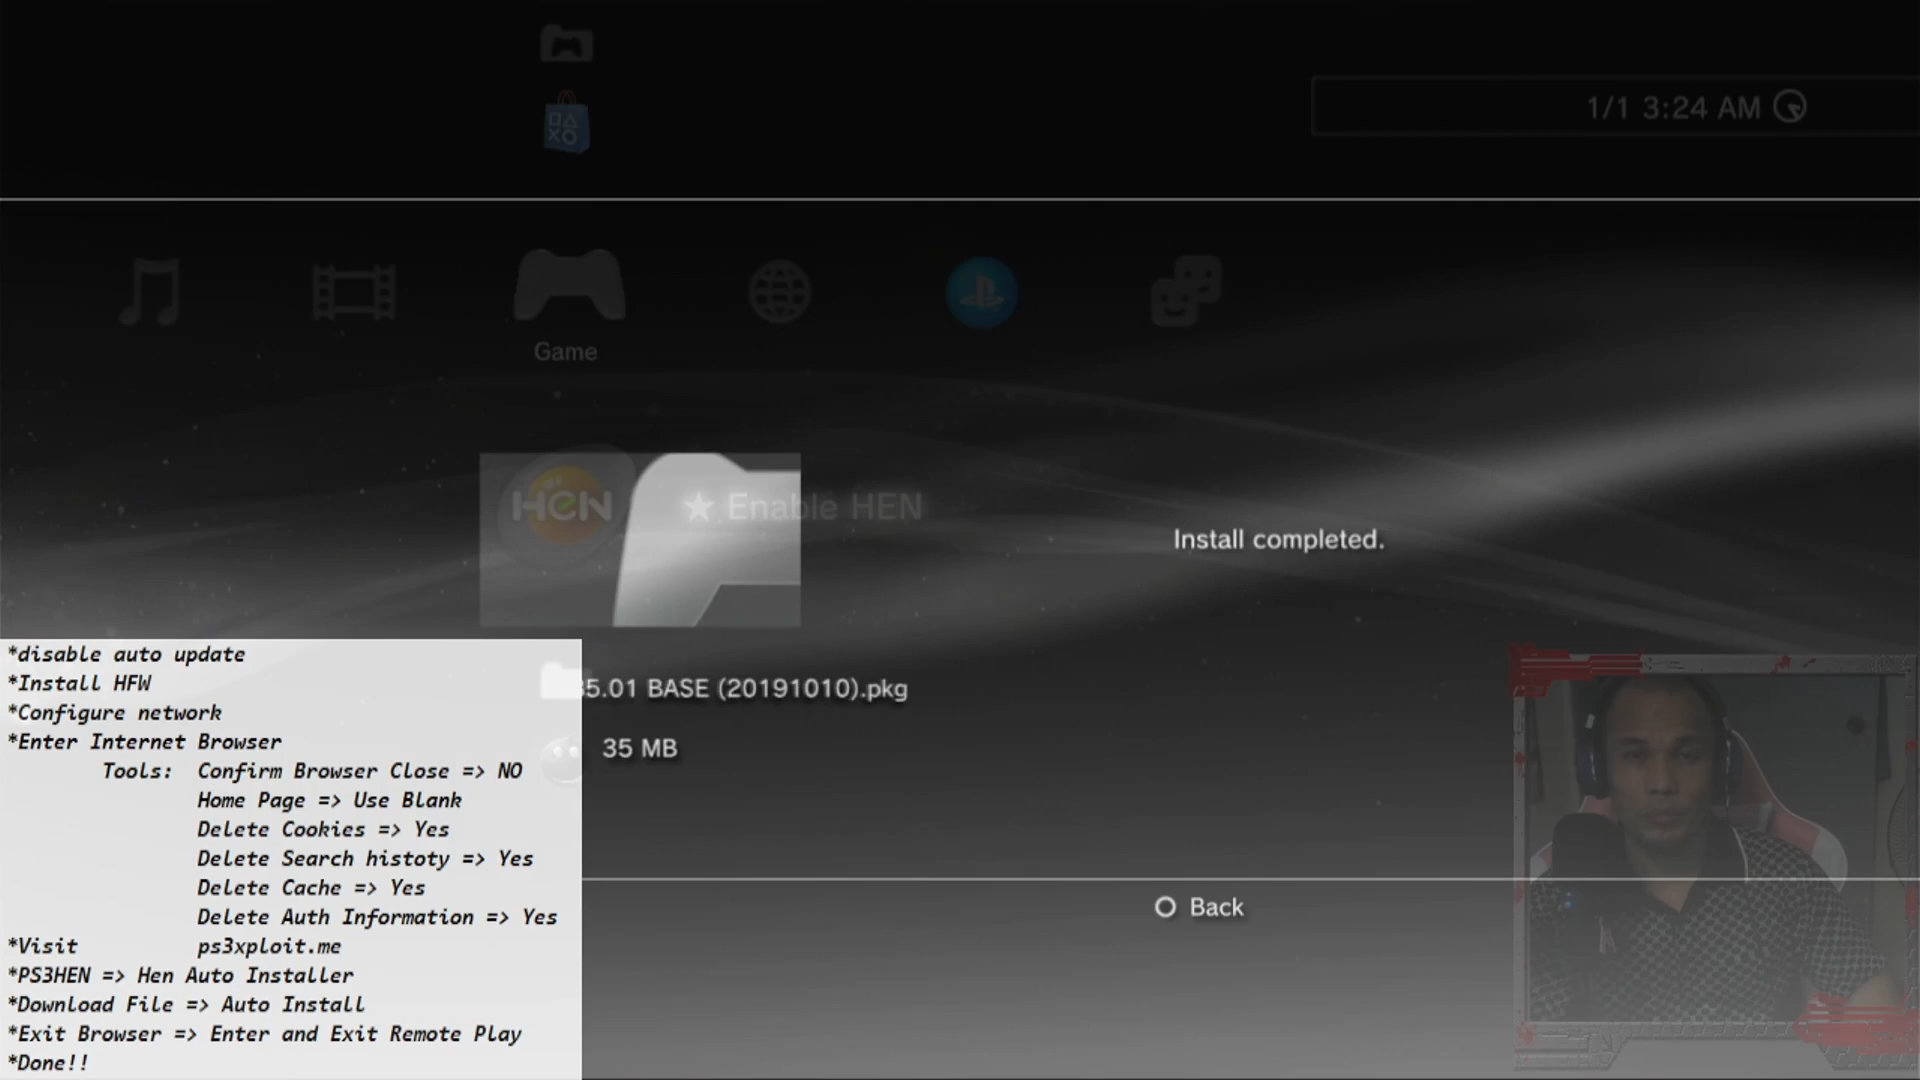 1/1 3:24 AM
Game
HEN
★ Enable HEN
Install completed.
5.01 BASE (20191010).pkg
35 MB
Back
*disable auto update
*Install HFW
*Configure network
*Enter Internet Browser
Tools: Confirm Browser Close => NO
Home Page => Use Blank
Delete Cookies => Yes
Delete Search histoty => Yes
Delete Cache => Yes
Delete Auth Information => Yes
*Visit ps3xploit.me
*PS3HEN => Hen Auto Installer
*Download File => Auto Install
*Exit Browser => Enter and Exit Remote Play
*Done!!